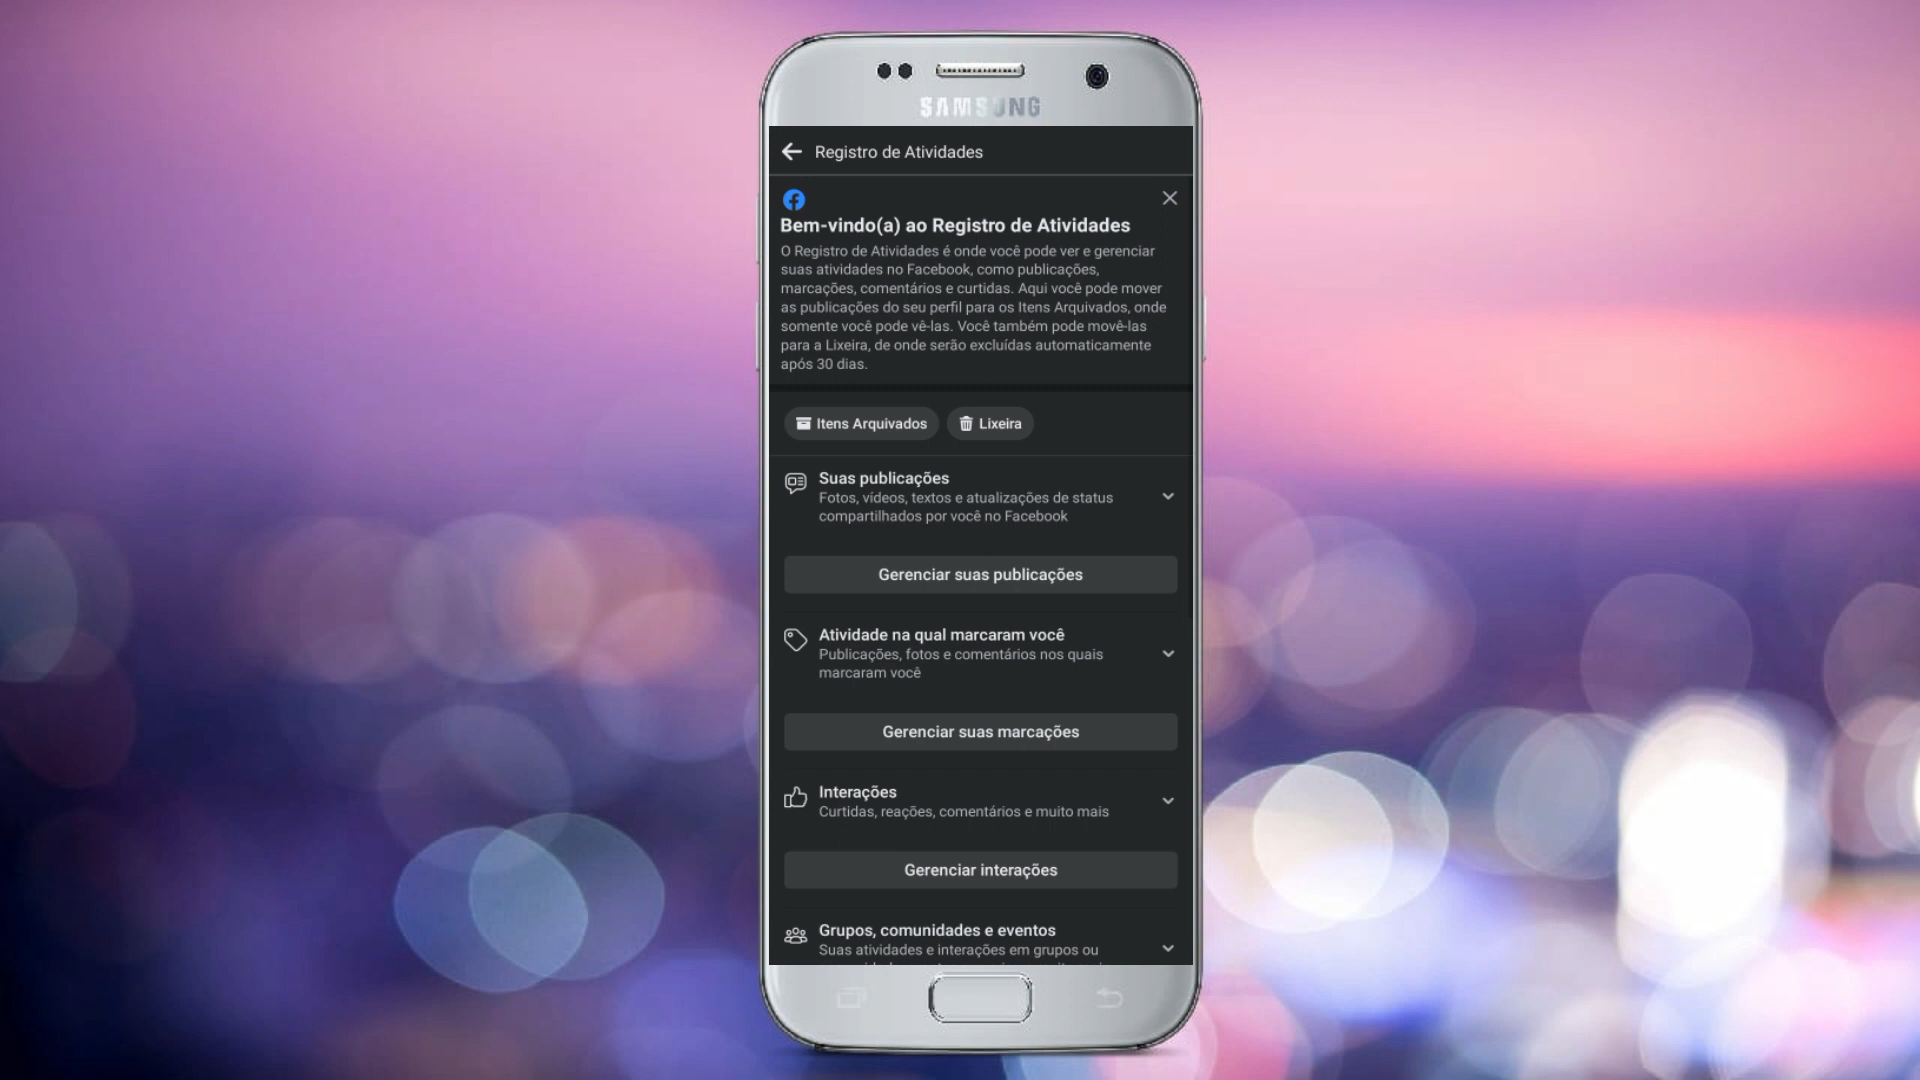 SAMSUNG
Registro de Atividades
Bem-vindo(a) ao Registro de Atividades
O Registro de Atividades é onde você pode ver e gerenciar
suas atividades no Facebook, como publicações,
marcações, comentários e curtidas. Aqui você pode mover
as publicações do seu perfil para os Itens Arquivados, onde
somente você pode vê-las. Você também pode movê-las
para a Lixeira, de onde serão excluídas automaticamente
após 30 dias.
Itens Arquivados
Lixeira
Suas publicações
Fotos, vídeos, textos e atualizações de status
compartilhados por você no Facebook
Gerenciar suas publicações
Atividade na qual marcaram você
Publicações, fotos e comentários nos quais
marcaram você
Gerenciar suas marcações
Interações
Curtidas, reações, comentários e muito mais
Gerenciar interações
Grupos, comunidades e eventos
Suas atividades e interações em grupos ou